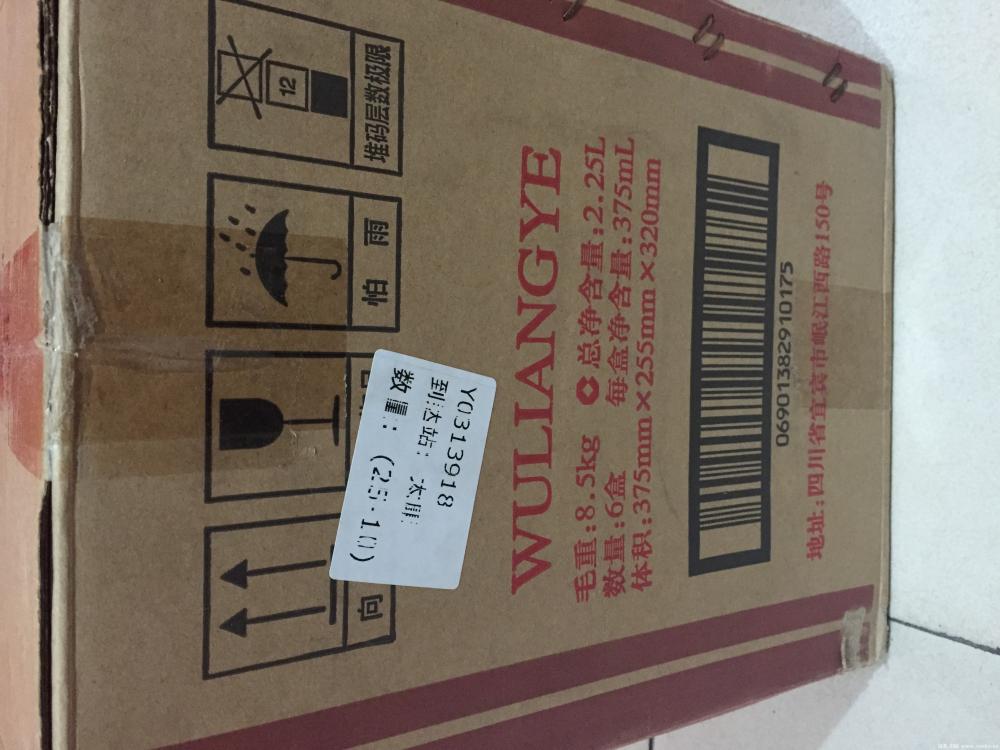 12
堆码层数极限
怕雨
向
Y0313918
到达站：太原
数量：(25-10)
WULIANGYE
毛重:8.5kg 总净含量:2.25L
数量:6盒 每盒净含量:375mL
体积:375mm×255mm×320mm
06901382910175
地址:四川省宜宾市岷江西路150号